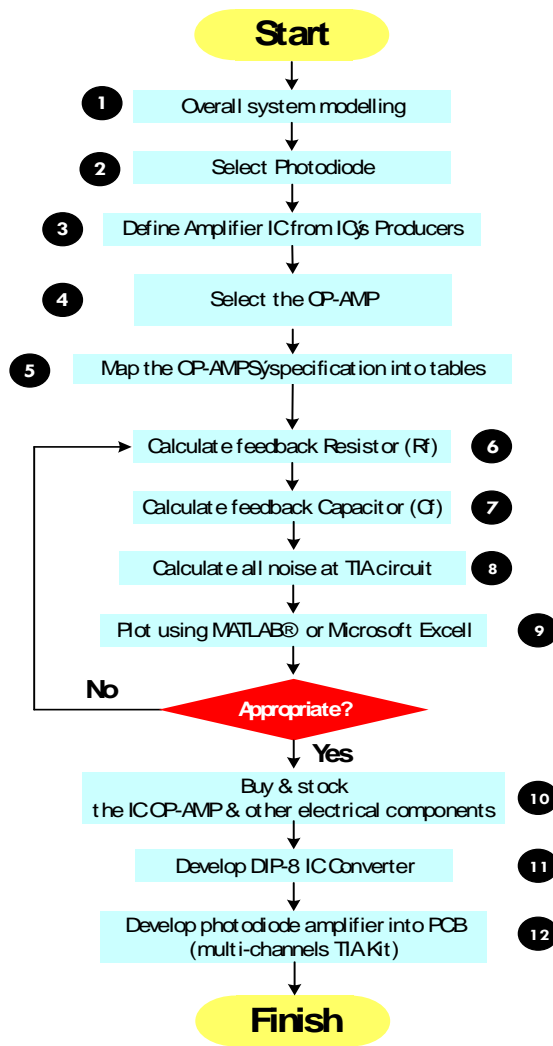 Start
1
Overall system modelling
2
Select Photodiode
3
Define Amplifier IC from ICýs Producers
4
Select the OP-AMP
5
Map the OP-AMPSýspecification into tables
Calculate feedback Resistor (Rf)
6
Calculate feedback Capacitor (Cf)
7
Calculate all noise at TIA circuit
8
Plot using MATLAB® or Microsoft Excell
9
No
Appropriate?
Yes
Buy & stock
the IC OP-AMP & other electrical components
10
Develop DIP-8 IC Converter
11
Develop photodiode amplifier into PCB
(multi-channels TIA Kit)
12
Finish